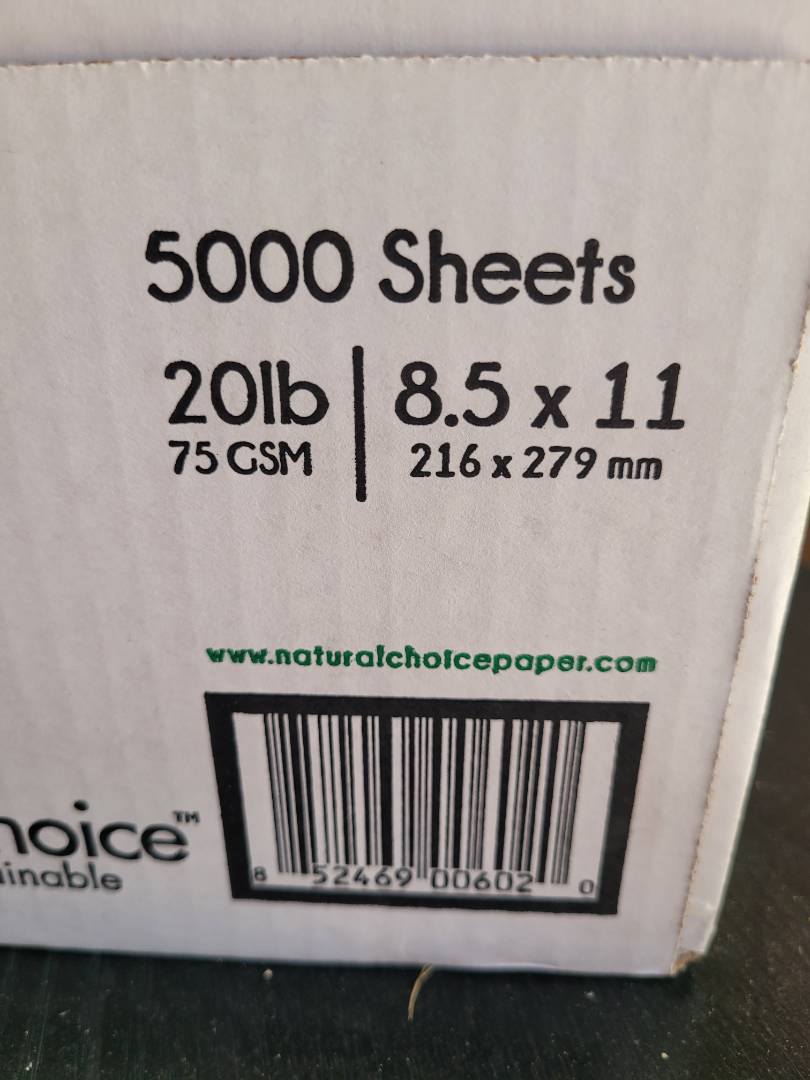 5000 Sheets
20lb | 8.5 x 11
75 GSM | 216 x 279 mm
www.naturalchoicepaper.com
hoice™
inable
8 52469 00602 0